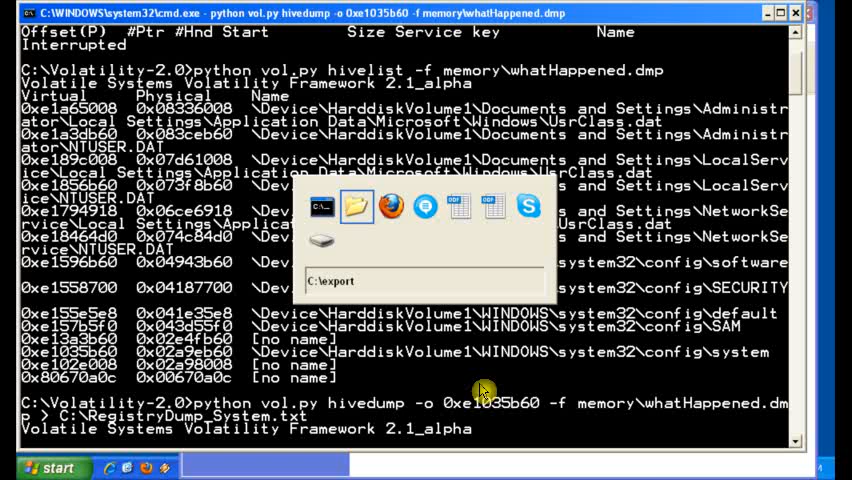 C:\WINDOWS\system32\cmd.exe - python vol.py hivedump -o 0xe1035b60 -f memory\whatHappened.dmp
Offset(P) #Ptr #Hnd Start Size Service key Name
Interrupted
C:\Volatility-2.0>python vol.py hivelist -f memory\whatHappened.dmp
Volatile Systems Volatility Framework 2.1_alpha
Virtual Physical Name
0xe1a65008 0x08336008 \Device\HarddiskVolume1\Documents and Settings\Administr
ator\Local Settings\Application Data\Microsoft\Windows\UsrClass.dat
0xe1a3db60 0x083ceb60 \Device\HarddiskVolume1\Documents and Settings\Administr
ator\NTUSER.DAT
0xe189c008 0x07d61008 \Device\HarddiskVolume1\Documents and Settings\LocalServ
ice\Local Settings\Application Data\Microsoft\Windows\UsrClass.dat
0xe1856b60 0x073f8b60 \Devi Settings\LocalServ
ice\NTUSER.DAT
0xe1794918 0x06ce6918 \Devi Settings\NetworkSe
rvice\Local Settings\Appli srClass.dat
0xe18464d0 0x074c84d0 \Devi Settings\NetworkSe
rvice\NTUSER.DAT
0xe1596b60 0x04943b60 \Devi ystem32\config\software
0xe1558700 0x04187700 \Devi ystem32\config\SECURITY
C:\export
0xe155e5e8 0x041e35e8 \Device\HarddiskVolume1\WINDOWS\system32\config\default
0xe157b5f0 0x043d55f0 \Device\HarddiskVolume1\WINDOWS\system32\config\SAM
0xe13a3b60 0x02e4fb60 [no name]
0xe1035b60 0x02a9eb60 \Device\HarddiskVolume1\WINDOWS\system32\config\system
0xe102e008 0x02a98008 [no name]
0x80670a0c 0x00670a0c [no name]
C:\Volatility-2.0>python vol.py hivedump -o 0xe1035b60 -f memory\whatHappened.dm
p > C:\RegistryDump_System.txt
Volatile Systems Volatility Framework 2.1_alpha
start